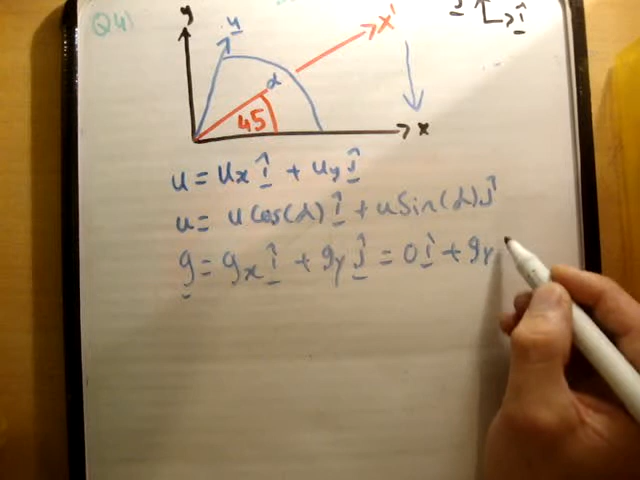 Q4)
y
u
x'
ĵ
î
α
45
x
u = ux î + uy ĵ
u = u Cos(α) î + u Sin(α) ĵ
g = gx î + gy ĵ = 0 î + gy